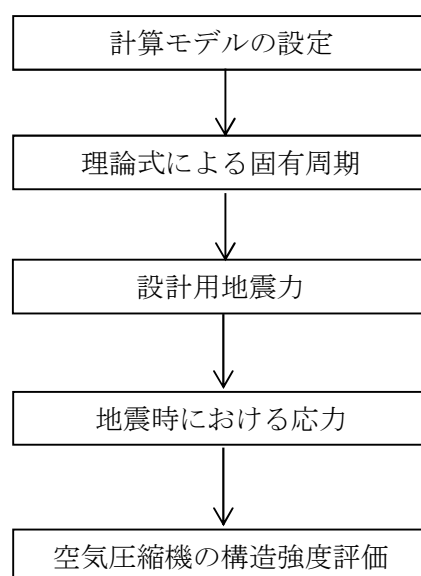 計算モデルの設定
理論式による固有周期
設計用地震力
地震時における応力
空気圧縮機の構造強度評価